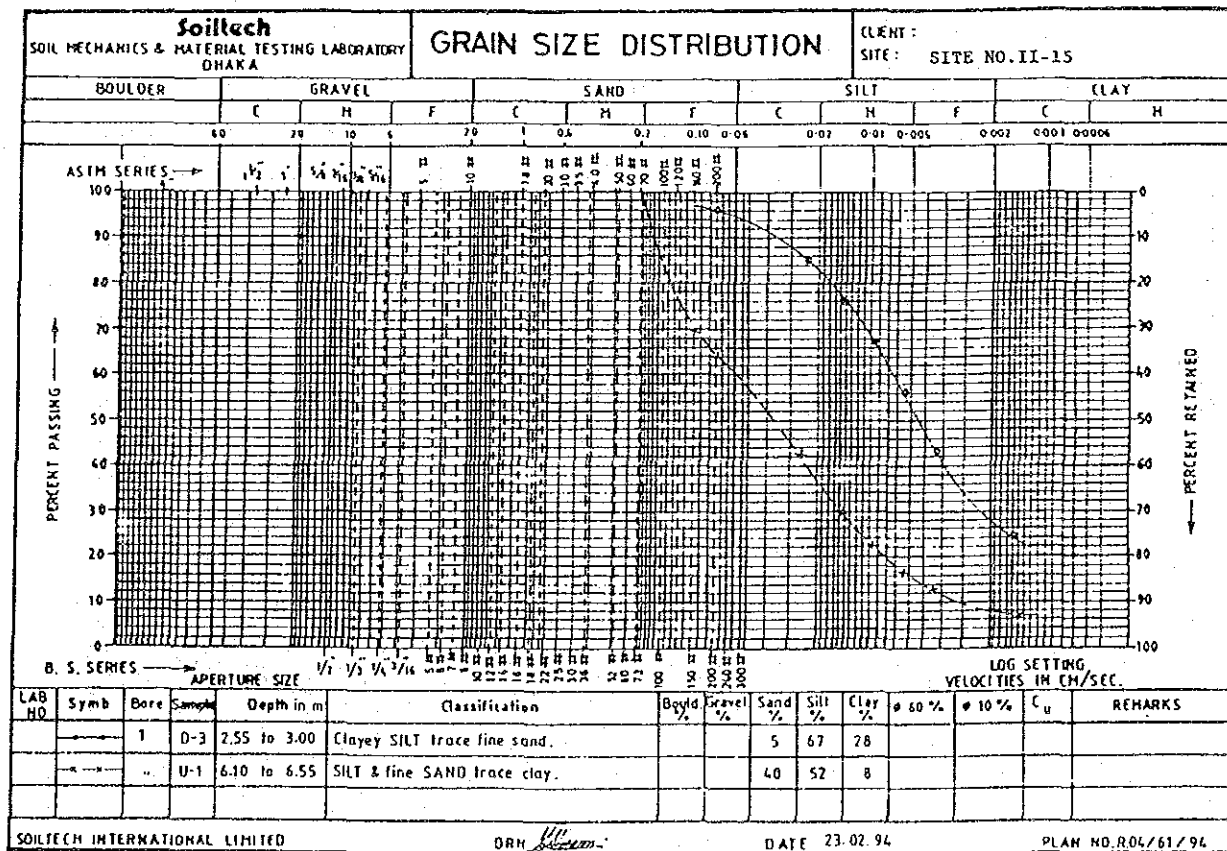 Soiltech
SOIL MECHANICS & MATERIAL TESTING LABORATORY
DHAKA
GRAIN SIZE DISTRIBUTION
CLIENT :
SITE : SITE NO.II-15
BOULDER GRAVEL SAND SILT CLAY
C M F C M F C M F C M
60 20 10 6 2.0 1 0.6 0.2 0.10 0.06 0.02 0.01 0.005 0.002 0.001 0.0006
ASTM SERIES
100 90 80 70 60 50 40 30 20 10 0
PERCENT PASSING
0 10 20 30 40 50 60 70 80 90 100
PERCENT RETAINED
B. S. SERIES
APERTURE SIZE
LOG SETTING
VELOCITIES IN CM/SEC.
LAB NO Symb Bore Sample Depth in m Classification Bould. % Gravel % Sand % Silt % Clay % ø 60 % ø 10 % Cu REMARKS
1 D-3 2.55 to 3.00 Clayey SILT trace fine sand. 5 67 28
" U-1 6.10 to 6.55 SILT & fine SAND trace clay. 40 52 8
SOILTECH INTERNATIONAL LIMITED DRN DATE 23.02.94 PLAN NO.R.04/61/94